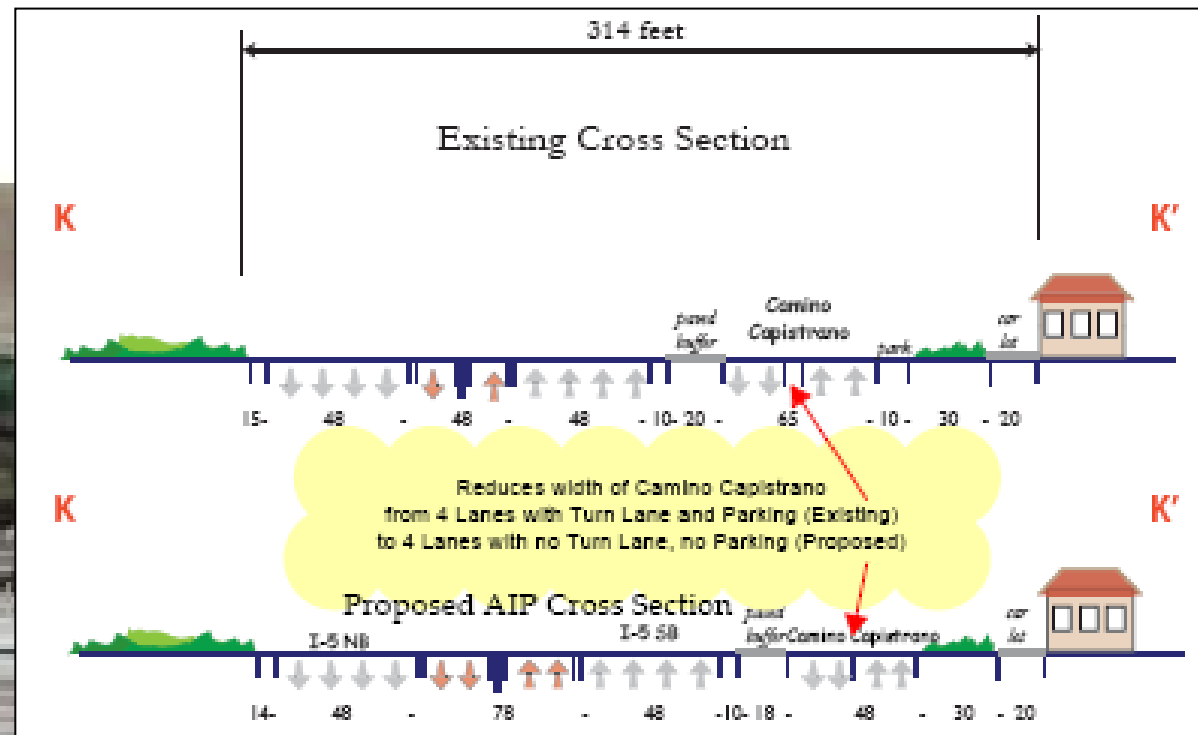 314 feet
Existing Cross Section
K K'
paved
buffer
Camino
Capistrano
park
car
lot
15- 48 - 48 - 48 -10- 20 - 65 - 10 - 30 - 20
Reduces width of Camino Capistrano
from 4 Lanes with Turn Lane and Parking (Existing)
to 4 Lanes with no Turn Lane, no Parking (Proposed)
K K'
Proposed AIP Cross Section
I-5 NB
I-5 SB
paved
buffer
Camino Capistrano
car
lot
14- 48 - 78 - 48 -10- 18 - 48 - 30 - 20